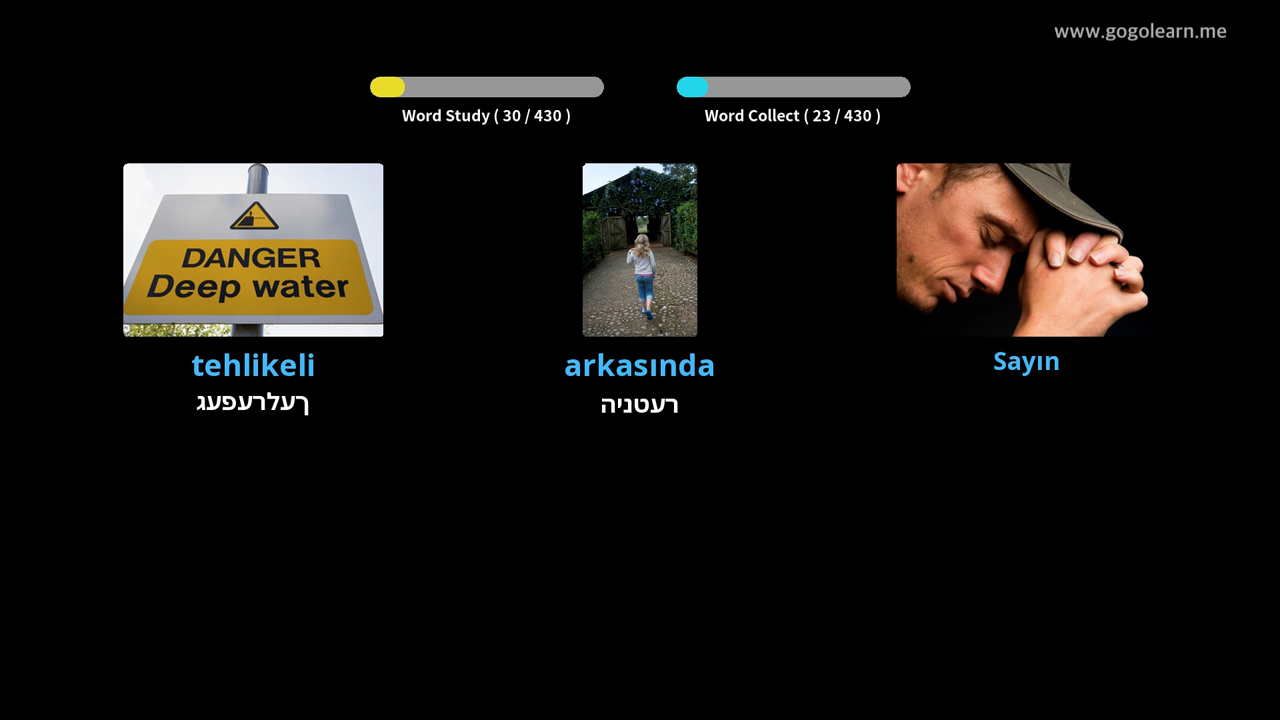 www.gogolearn.me
Word Study ( 30 / 430 )
Word Collect ( 23 / 430 )
DANGER
Deep water
tehlikeli
ךעלרעפעג
arkasında
רעטניה
Sayın